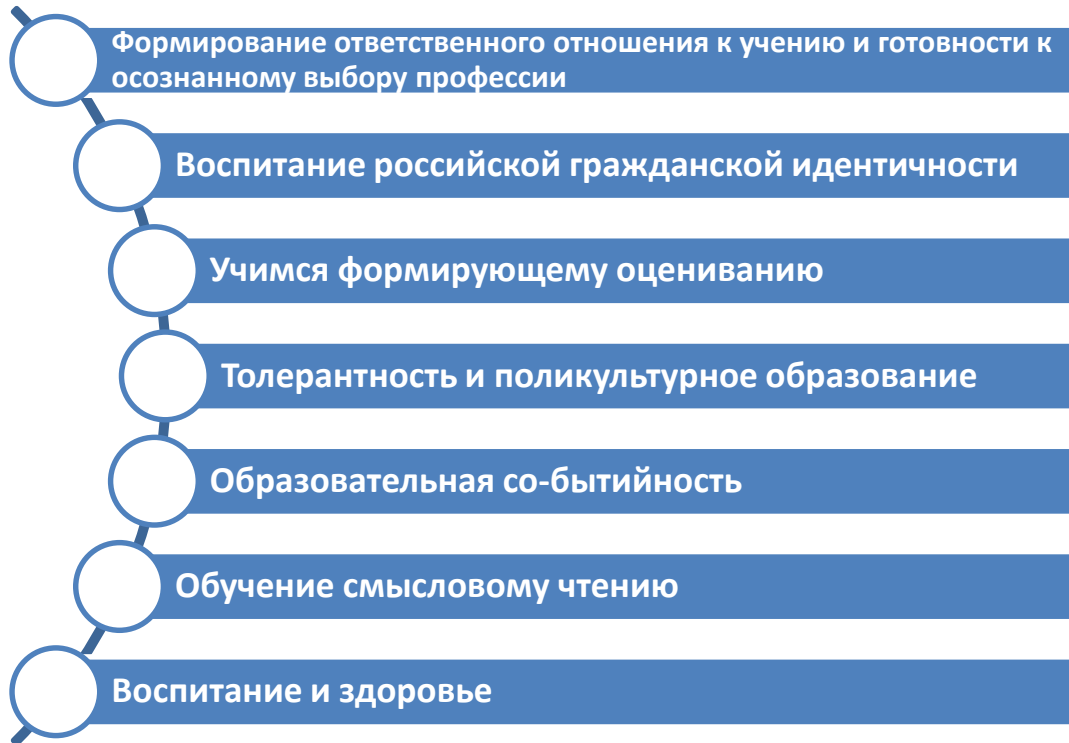 Формирование ответственного отношения к учению и готовности к
осознанному выбору профессии
Воспитание российской гражданской идентичности
Учимся формирующему оцениванию
Толерантность и поликультурное образование
Образовательная со-бытийность
Обучение смысловому чтению
Воспитание и здоровье